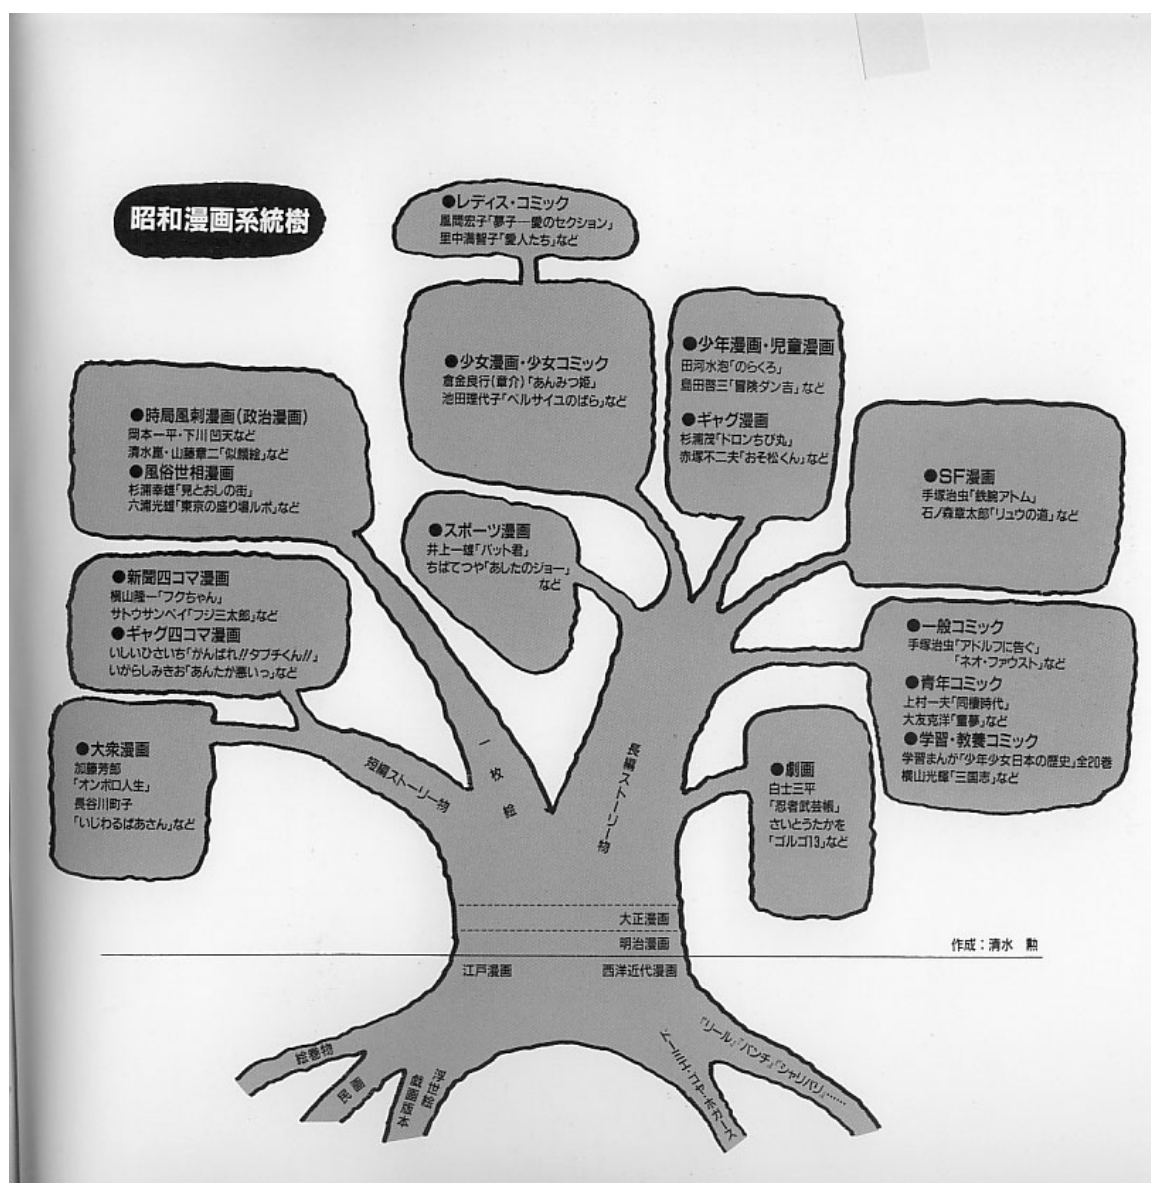 昭和漫画系統樹
●レディス・コミック
風間宏子「夢子―愛のセクション」
里中満智子「愛人たち」など
●少女漫画・少女コミック
倉金良行(章介)「あんみつ姫」
池田理代子「ベルサイユのばら」など
●少年漫画・児童漫画
田河水泡「のらくろ」
島田啓三「冒険ダン吉」など
●ギャグ漫画
杉浦茂「ドロンちび丸」
赤塚不二夫「おそ松くん」など
●時局風刺漫画(政治漫画)
岡本一平・下川凹天など
清水崑・山藤章二「似顔絵」など
●風俗世相漫画
杉浦幸雄「見とおしの街」
六浦光雄「東京の盛り場ルポ」など
●SF漫画
手塚治虫「鉄腕アトム」
石ノ森章太郎「リュウの道」など
●スポーツ漫画
井上一雄「バット君」
ちばてつや「あしたのジョー」
など
●新聞四コマ漫画
横山隆一「フクちゃん」
サトウサンペイ「フジ三太郎」など
●ギャグ四コマ漫画
いしいひさいち「がんばれ!!タブチくん!!」
いがらしみきお「あんたが悪いっ」など
●一般コミック
手塚治虫「アドルフに告ぐ」
「ネオ・ファウスト」など
●青年コミック
上村一夫「同棲時代」
大友克洋「童夢」など
●学習・教養コミック
学習まんが「少年少女日本の歴史」全20巻
横山光輝「三国志」など
●大衆漫画
加藤芳郎
「オンボロ人生」
長谷川町子
「いじわるばあさん」など
●劇画
白土三平
「忍者武芸帳」
さいとうたかを
「ゴルゴ13」など
短編ストーリー物
一枚絵
長編ストーリー物
大正漫画
明治漫画
作成:清水 勲
江戸漫画
西洋近代漫画
絵巻物
民画
浮世絵
戯画版本
ドーミエ・ゴヤ・ホガース
『リール』『パンチ』『シャリバリ』……